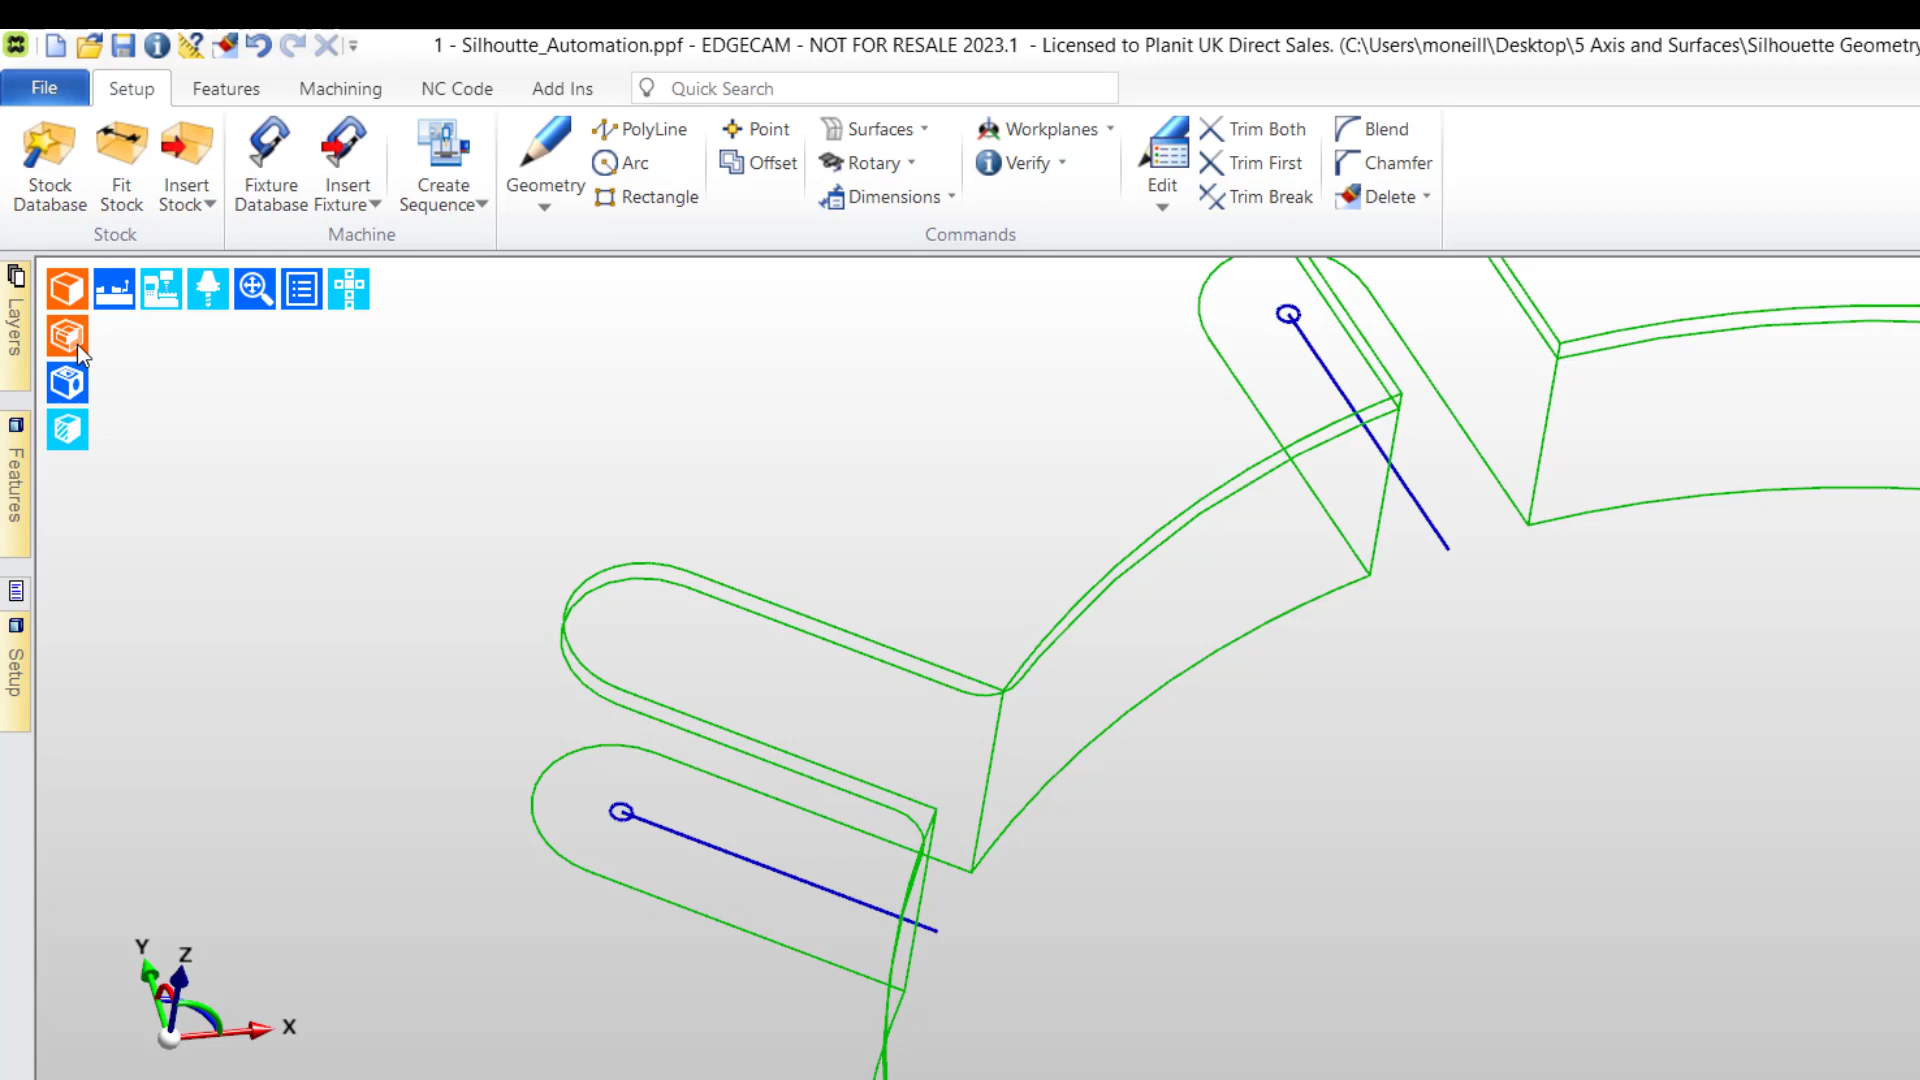 1 - Silhoutte_Automation.ppf - EDGECAM - NOT FOR RESALE 2023.1 - Licensed to Planit UK Direct Sales. (C:\Users\moneill\Desktop\5 Axis and Surfaces\Silhouette Geometry
File Setup Features Machining NC Code Add Ins Quick Search
Stock Database
Fit Stock
Insert Stock
Stock
Fixture Database
Insert Fixture
Create Sequence
Machine
Geometry
PolyLine
Arc
Rectangle
Point
Offset
Surfaces
Rotary
Dimensions
Workplanes
Verify
Edit
Trim Both
Trim First
Trim Break
Blend
Chamfer
Delete
Commands
Layers
Features
Setup
Y
Z
X